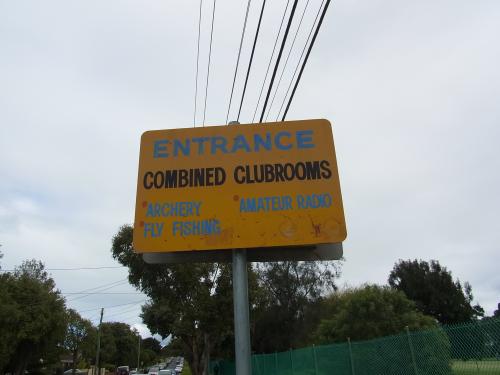 ENTRANCE
COMBINED CLUBROOMS
ARCHERY AMATEUR RADIO
FLY FISHING